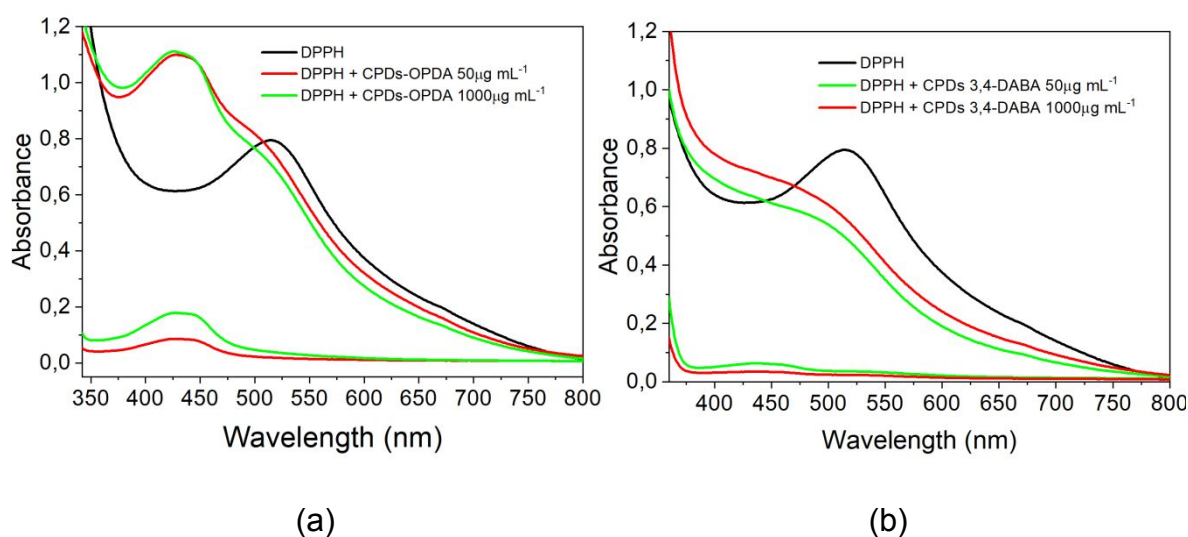 1,2
1,0
0,8
0,6
0,4
0,2
0,0
Absorbance
DPPH
DPPH + CPDs-OPDA 50μg mL⁻¹
DPPH + CPDs-OPDA 1000μg mL⁻¹
350 400 450 500 550 600 650 700 750 800
Wavelength (nm)
(a)
1,2
1,0
0,8
0,6
0,4
0,2
0,0
Absorbance
DPPH
DPPH + CPDs 3,4-DABA 50μg mL⁻¹
DPPH + CPDs 3,4-DABA 1000μg mL⁻¹
400 450 500 550 600 650 700 750 800
Wavelength (nm)
(b)